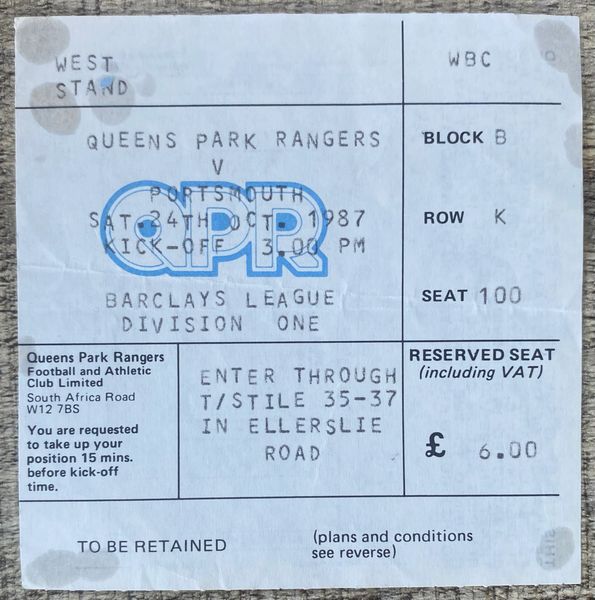 WEST
STAND
WBC
QUEENS PARK RANGERS
V
PORTSMOUTH
QPR
SAT.24TH OCT. 1987
KICK-OFF 3.00 PM
BARCLAYS LEAGUE
DIVISION ONE
BLOCK B
ROW K
SEAT 100
Queens Park Rangers
Football and Athletic
Club Limited
South Africa Road
W12 7BS
You are requested
to take up your
position 15 mins.
before kick-off
time.
ENTER THROUGH
T/STILE 35-37
IN ELLERSLIE
ROAD
RESERVED SEAT
(including VAT)
£ 6.00
TO BE RETAINED
(plans and conditions
see reverse)